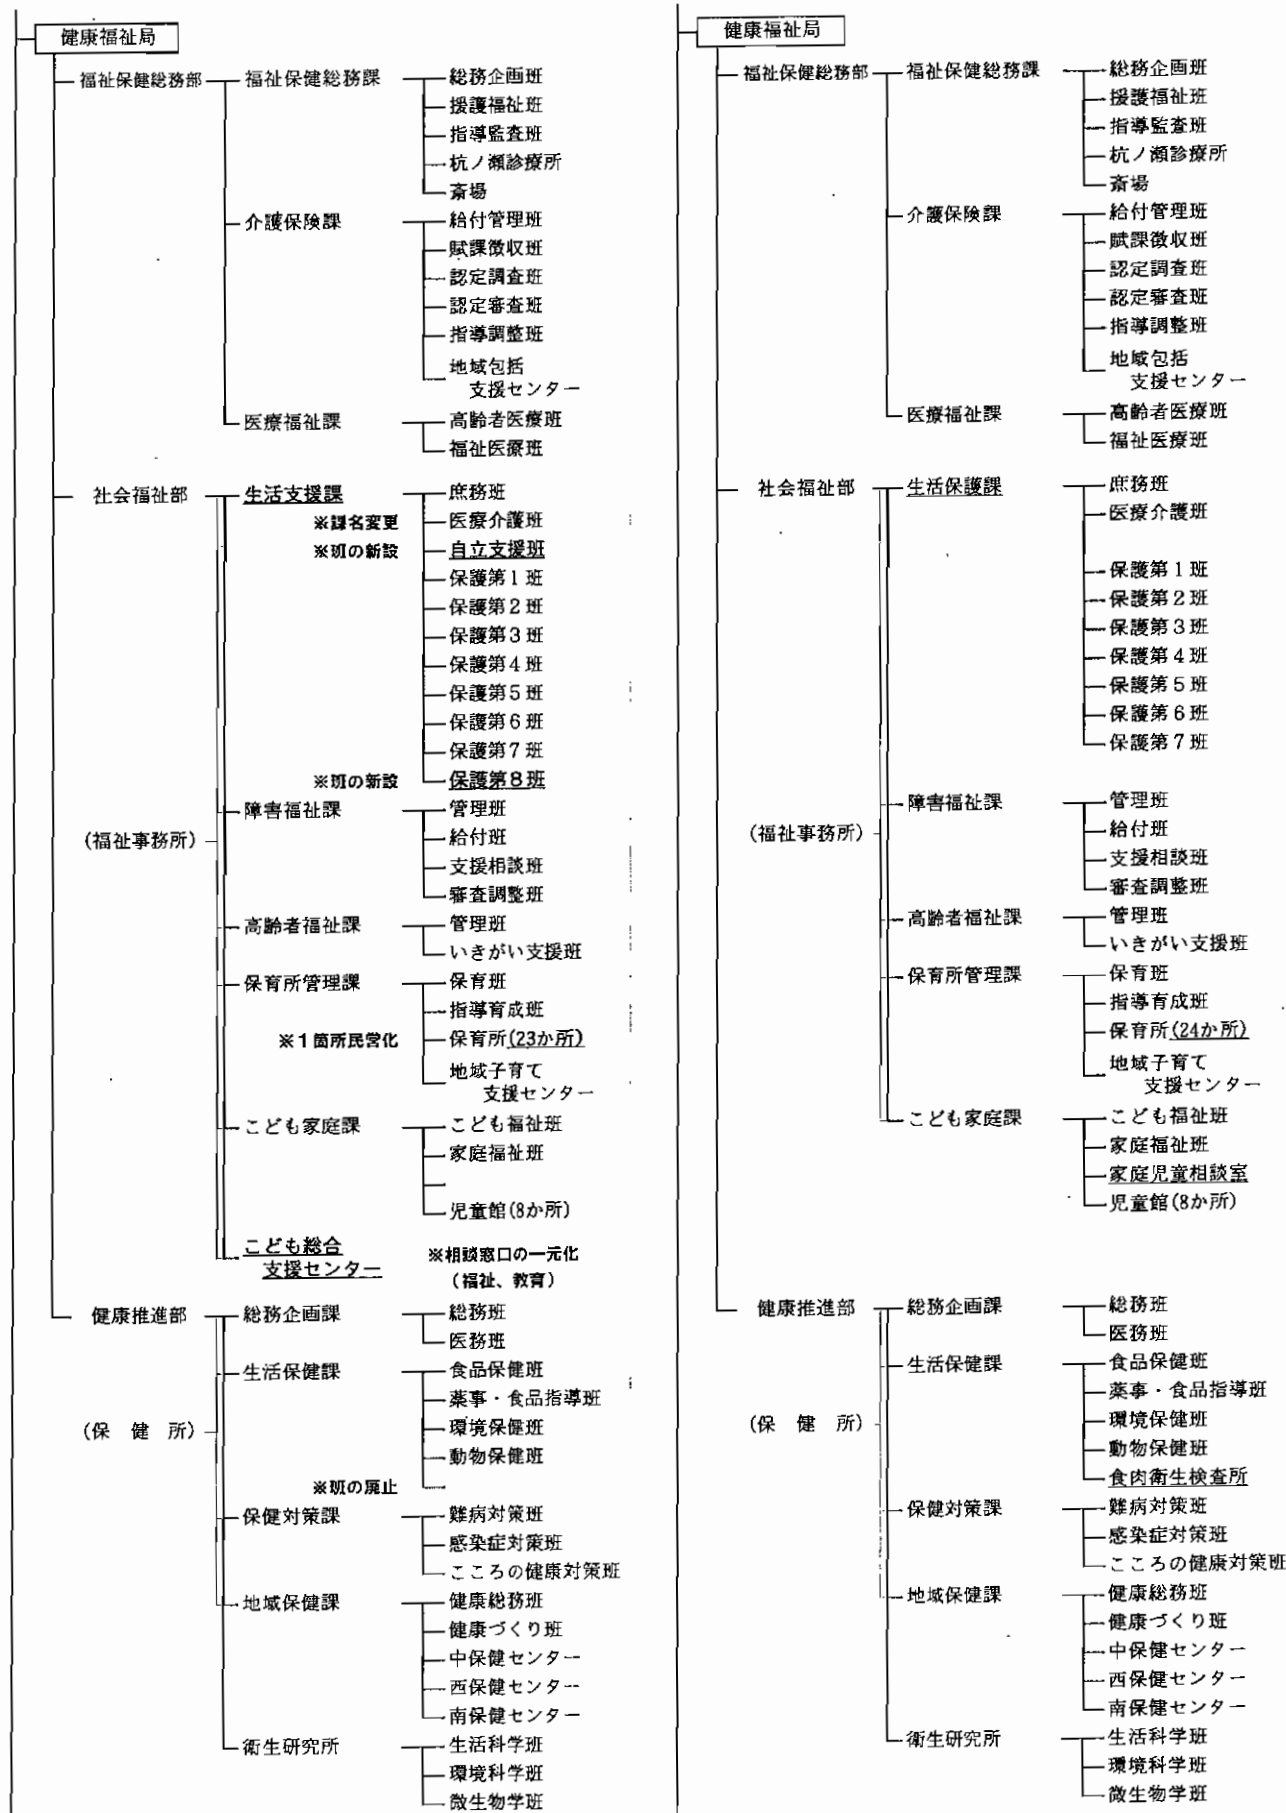 健康福祉局
福祉保健総務部 福祉保健総務課 総務企画班
援護福祉班
指導監査班
杭ノ瀬診療所
斎場
介護保険課 給付管理班
賦課徴収班
認定調査班
認定審査班
指導調整班
地域包括
支援センター
医療福祉課 高齢者医療班
福祉医療班
社会福祉部 生活支援課 庶務班
※課名変更 医療介護班
※班の新設 自立支援班
保護第1班
保護第2班
保護第3班
保護第4班
保護第5班
保護第6班
保護第7班
※班の新設 保護第8班
障害福祉課 管理班
(福祉事務所) 給付班
支援相談班
審査調整班
高齢者福祉課 管理班
いきがい支援班
保育所管理課 保育班
指導育成班
※1箇所民営化 保育所(23か所)
地域子育て
支援センター
こども家庭課 こども福祉班
家庭福祉班
児童館(8か所)
こども総合 ※相談窓口の一元化
支援センター (福祉、教育)
健康推進部 総務企画課 総務班
医務班
生活保健課 食品保健班
薬事・食品指導班
(保 健 所) 環境保健班
動物保健班
※班の廃止
保健対策課 難病対策班
感染症対策班
こころの健康対策班
地域保健課 健康総務班
健康づくり班
中保健センター
西保健センター
南保健センター
衛生研究所 生活科学班
環境科学班
微生物学班
健康福祉局
福祉保健総務部 福祉保健総務課 総務企画班
援護福祉班
指導監査班
杭ノ瀬診療所
斎場
介護保険課 給付管理班
賦課徴収班
認定調査班
認定審査班
指導調整班
地域包括
支援センター
医療福祉課 高齢者医療班
福祉医療班
社会福祉部 生活保護課 庶務班
医療介護班
保護第1班
保護第2班
保護第3班
保護第4班
保護第5班
保護第6班
保護第7班
障害福祉課 管理班
(福祉事務所) 給付班
支援相談班
審査調整班
高齢者福祉課 管理班
いきがい支援班
保育所管理課 保育班
指導育成班
保育所(24か所)
地域子育て
支援センター
こども家庭課 こども福祉班
家庭福祉班
家庭児童相談室
児童館(8か所)
健康推進部 総務企画課 総務班
医務班
生活保健課 食品保健班
薬事・食品指導班
(保 健 所) 環境保健班
動物保健班
食肉衛生検査所
保健対策課 難病対策班
感染症対策班
こころの健康対策班
地域保健課 健康総務班
健康づくり班
中保健センター
西保健センター
南保健センター
衛生研究所 生活科学班
環境科学班
微生物学班